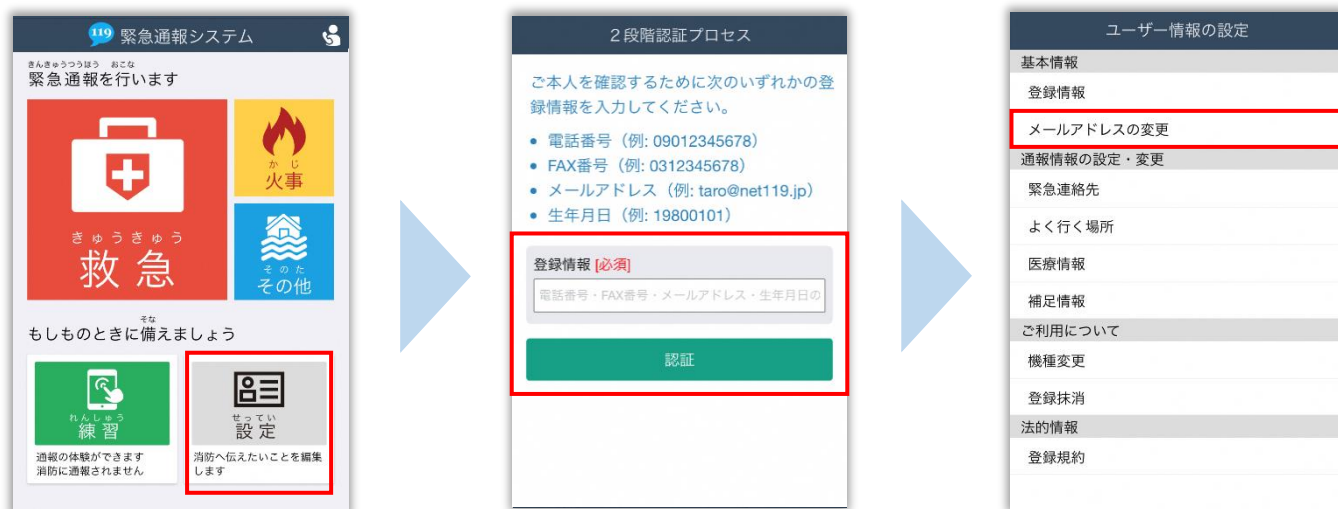 119 緊急通報システム
きんきゅうつうほう おこな
緊急通報を行います
きゅうきゅう
救急
かじ
火事
そのた
その他
そな
もしものときに備えましょう
れんしゅう
練習
通報の体験ができます
消防に通報されません
せってい
設定
消防へ伝えたいことを編集
します
2段階認証プロセス
ご本人を確認するために次のいずれかの登
録情報を入力してください。
• 電話番号（例: 09012345678）
• FAX番号（例: 0312345678）
• メールアドレス（例: taro@net119.jp）
• 生年月日（例: 19800101）
登録情報 [必須]
電話番号・FAX番号・メールアドレス・生年月日の
認証
ユーザー情報の設定
基本情報
登録情報
メールアドレスの変更
通報情報の設定・変更
緊急連絡先
よく行く場所
医療情報
補足情報
ご利用について
機種変更
登録抹消
法的情報
登録規約